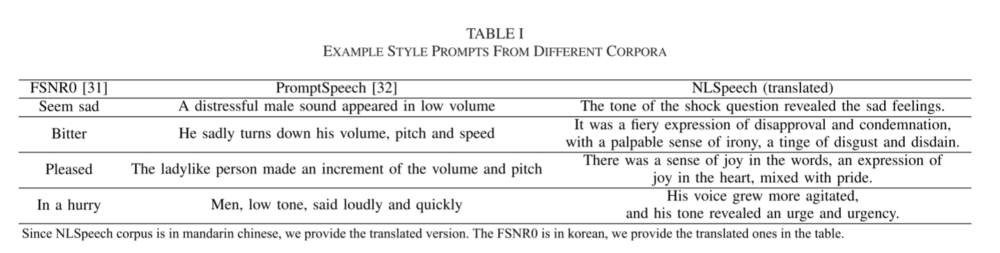 TABLE I
EXAMPLE STYLE PROMPTS FROM DIFFERENT CORPORA
FSNR0 [31] PromptSpeech [32] NLSpeech (translated)
Seem sad A distressful male sound appeared in low volume The tone of the shock question revealed the sad feelings.
Bitter He sadly turns down his volume, pitch and speed It was a fiery expression of disapproval and condemnation,
with a palpable sense of irony, a tinge of disgust and disdain.
Pleased The ladylike person made an increment of the volume and pitch There was a sense of joy in the words, an expression of
joy in the heart, mixed with pride.
In a hurry Men, low tone, said loudly and quickly His voice grew more agitated,
and his tone revealed an urge and urgency.
Since NLSpeech corpus is in mandarin chinese, we provide the translated version. The FSNR0 is in korean, we provide the translated ones in the table.